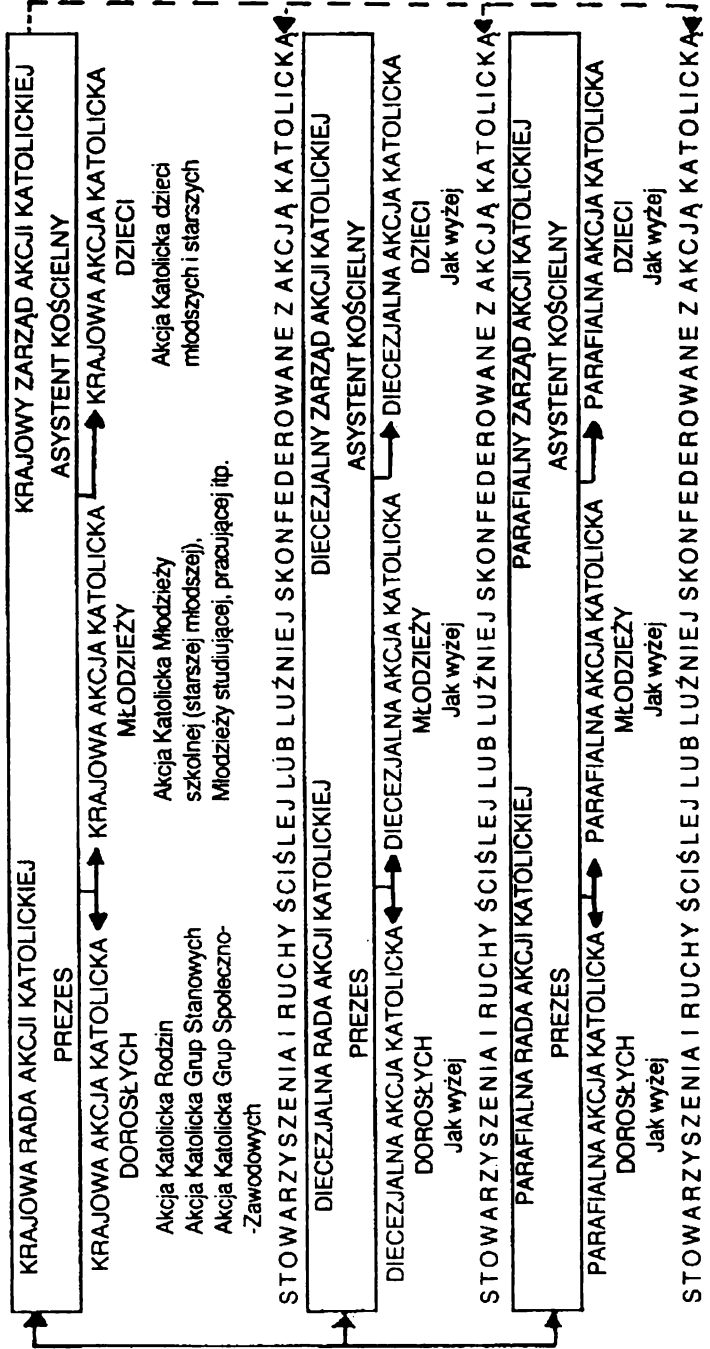 KRAJOWA RADA AKCJI KATOLICKIEJ KRAJOWY ZARZĄD AKCJI KATOLICKIEJ
PREZES ASYSTENT KOŚCIELNY
KRAJOWA AKCJA KATOLICKA KRAJOWA AKCJA KATOLICKA KRAJOWA AKCJA KATOLICKA
DOROSŁYCH MŁODZIEŻY DZIECI
Akcja Katolicka Rodzin Akcja Katolicka Młodzieży Akcja Katolicka dzieci
Akcja Katolicka Grup Stanowych szkolnej (starszej młodszej), młodszych i starszych
Akcja Katolicka Grup Społeczno- Młodzieży studiującej, pracującej itp.
-Zawodowych
STOWARZYSZENIA I RUCHY ŚCIŚLEJ LUB LUŹNIEJ SKONFEDEROWANE Z AKCJĄ KATOLICKĄ
DIECEZJALNA RADA AKCJI KATOLICKIEJ DIECEZJALNY ZARZĄD AKCJI KATOLICKIEJ
PREZES ASYSTENT KOŚCIELNY
DIECEZJALNA AKCJA KATOLICKA DIECEZJALNA AKCJA KATOLICKA DIECEZJALNA AKCJA KATOLICKA
DOROSŁYCH MŁODZIEŻY DZIECI
Jak wyżej Jak wyżej Jak wyżej
STOWARZYSZENIA I RUCHY ŚCIŚLEJ LUB LUŹNIEJ SKONFEDEROWANE Z AKCJĄ KATOLICKĄ
PARAFIALNA RADA AKCJI KATOLICKIEJ PARAFIALNY ZARZĄD AKCJI KATOLICKIEJ
PREZES ASYSTENT KOŚCIELNY
PARAFIALNA AKCJA KATOLICKA PARAFIALNA AKCJA KATOLICKA PARAFIALNA AKCJA KATOLICKA
DOROSŁYCH MŁODZIEŻY DZIECI
Jak wyżej Jak wyżej Jak wyżej
STOWARZYSZENIA I RUCHY ŚCIŚLEJ LUB LUŹNIEJ SKONFEDEROWANE Z AKCJĄ KATOLICKĄ